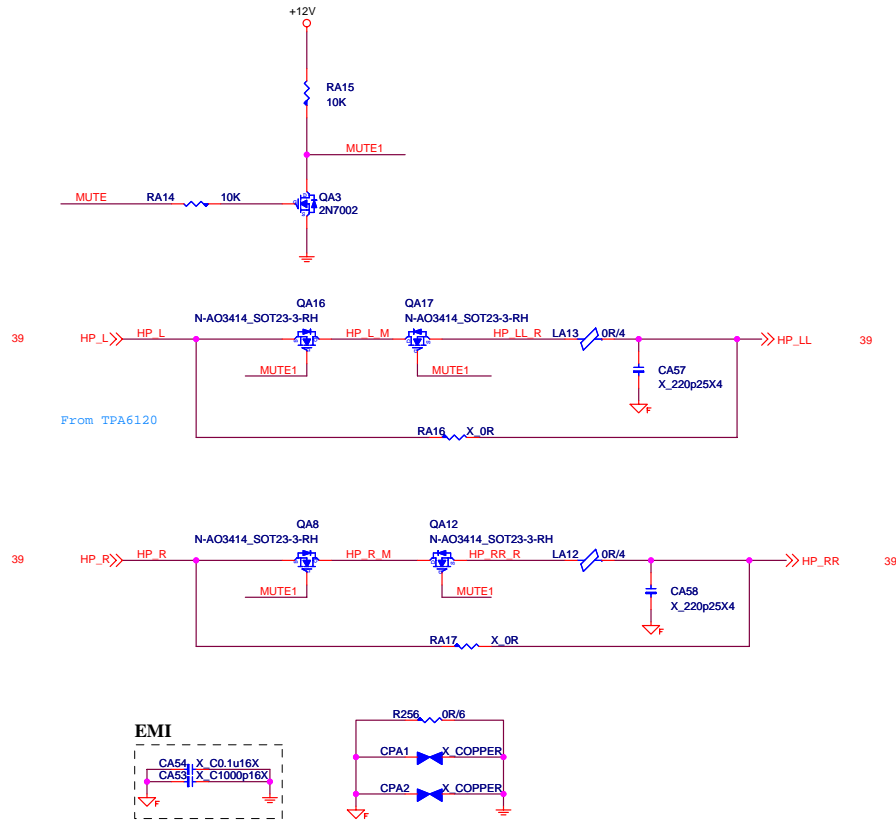 +12V
RA15
10K
MUTE1
MUTE
RA14
10K
QA3
2N7002
QA16
N-AO3414_SOT23-3-RH
QA17
N-AO3414_SOT23-3-RH
39
HP_L
HP_L
HP_L_M
HP_LL_R
LA13
0R/4
HP_LL
39
MUTE1
MUTE1
CA57
X_220p25X4
F
From TPA6120
RA16
X_0R
QA8
N-AO3414_SOT23-3-RH
QA12
N-AO3414_SOT23-3-RH
39
HP_R
HP_R
HP_R_M
HP_RR_R
LA12
0R/4
HP_RR
39
MUTE1
MUTE1
CA58
X_220p25X4
F
RA17
X_0R
EMI
CA54
X_C0.1u16X
CA53
X_C1000p16X
F
R256
0R/6
CPA1
X_COPPER
CPA2
X_COPPER
F